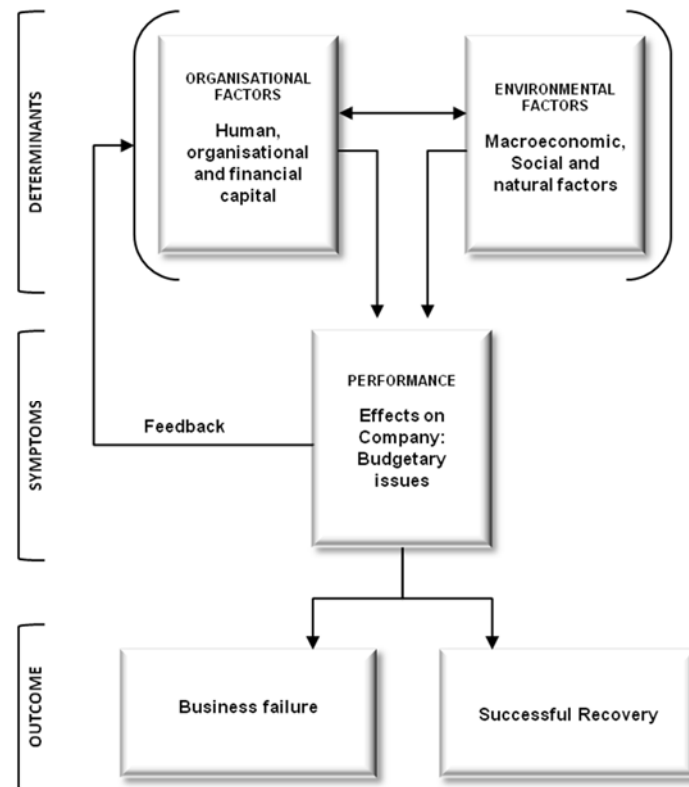 DETERMINANTS
ORGANISATIONAL
FACTORS
Human,
organisational
and financial
capital
ENVIRONMENTAL
FACTORS
Macroeconomic,
Social and
natural factors
SYMPTOMS
Feedback
PERFORMANCE
Effects on
Company:
Budgetary
issues
OUTCOME
Business failure
Successful Recovery